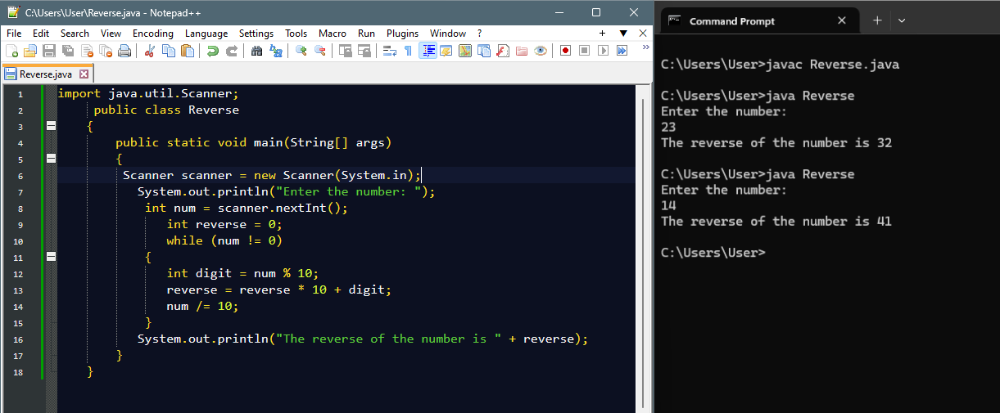 C:\Users\User\Reverse.java - Notepad++
File Edit Search View Encoding Language Settings Tools Macro Run Plugins Window ? + ▼ X
Reverse.java
1 import java.util.Scanner;
2 public class Reverse
3 {
4 public static void main(String[] args)
5 {
6 Scanner scanner = new Scanner(System.in);
7 System.out.println("Enter the number: ");
8 int num = scanner.nextInt();
9 int reverse = 0;
10 while (num != 0)
11 {
12 int digit = num % 10;
13 reverse = reverse * 10 + digit;
14 num /= 10;
15 }
16 System.out.println("The reverse of the number is " + reverse);
17 }
18 }
Command Prompt
C:\Users\User>javac Reverse.java
C:\Users\User>java Reverse
Enter the number:
23
The reverse of the number is 32
C:\Users\User>java Reverse
Enter the number:
14
The reverse of the number is 41
C:\Users\User>